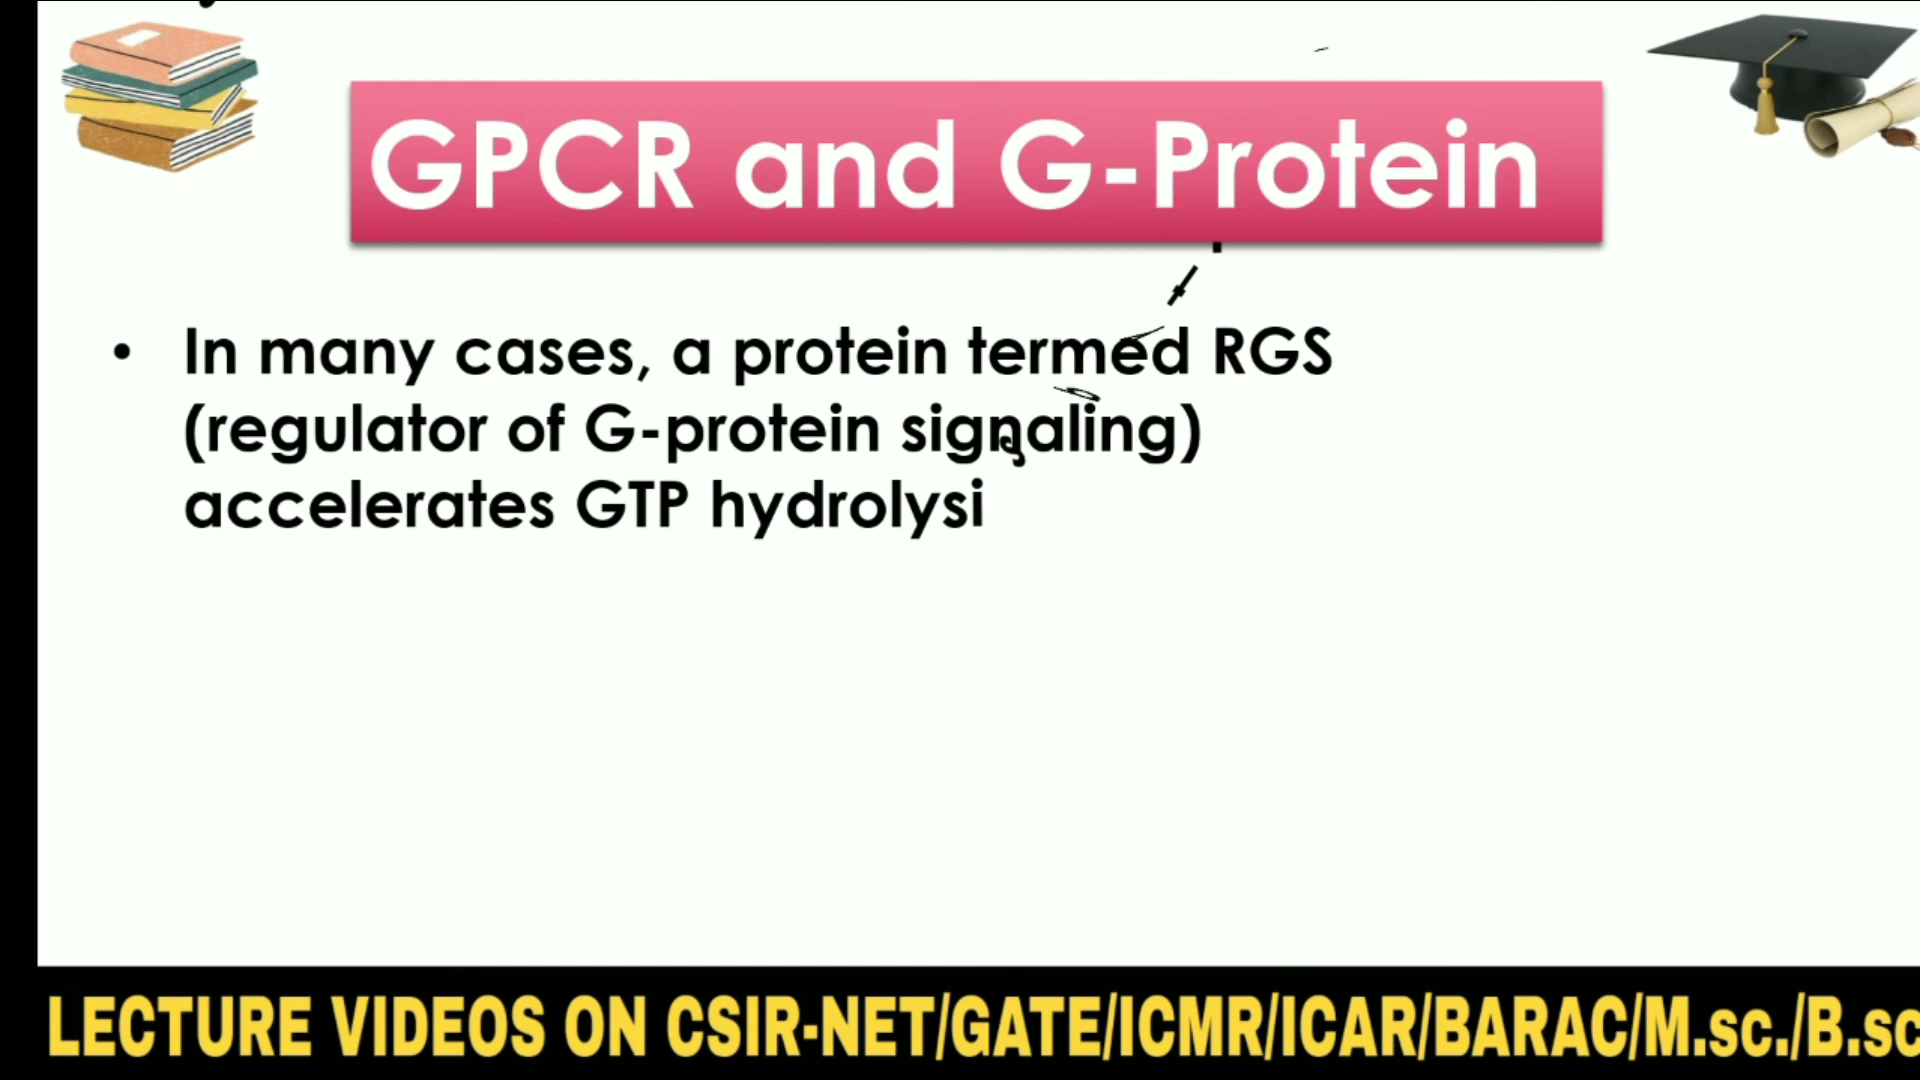 GPCR and G-Protein
• In many cases, a protein termed RGS
(regulator of G-protein signaling)
accelerates GTP hydrolysi
LECTURE VIDEOS ON CSIR-NET/GATE/ICMR/ICAR/BARAC/M.sc./B.sc